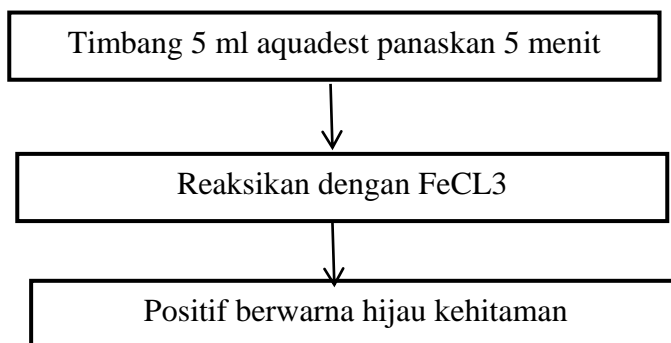 Timbang 5 ml aquadest panaskan 5 menit
Reaksikan dengan FeCL3
Positif berwarna hijau kehitaman